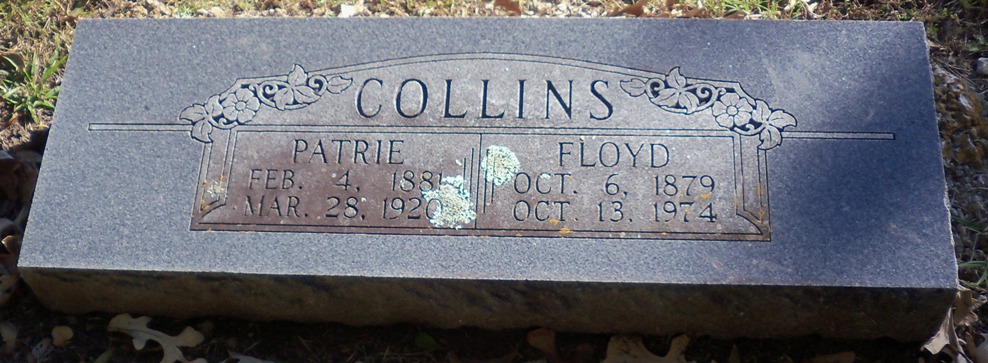 COLLINS
PATRIE
FEB. 4, 1881
MAR. 28, 1920
FLOYD
OCT. 6, 1879
OCT. 13, 1974